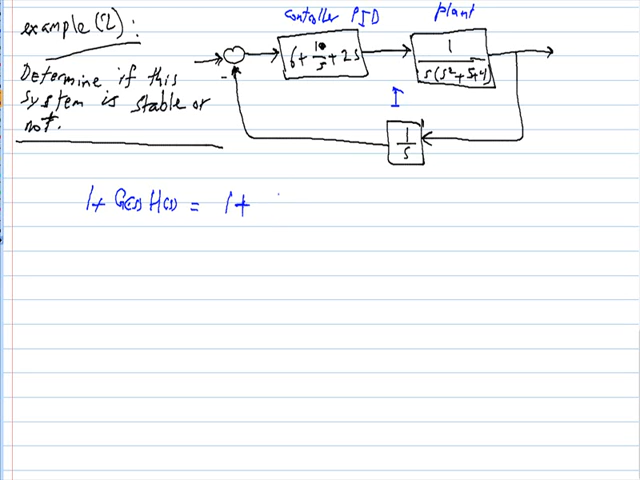 example (2):
Determine if this
system is stable or
not.
controller PID
plant
6+ 10/s +2s
1/s(s²+s+4)
-
I
1/s
1+ G(s) H(s) = 1+